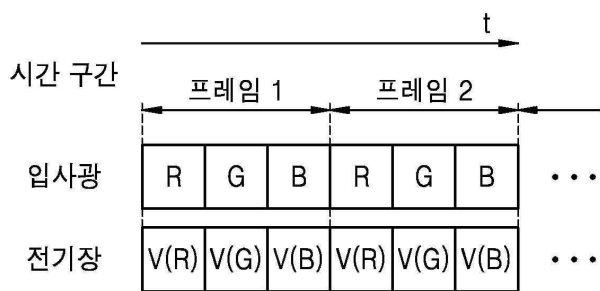 t
시간 구간
프레임 1 프레임 2
입사광 R G B R G B ...
전기장 V(R) V(G) V(B) V(R) V(G) V(B) ...